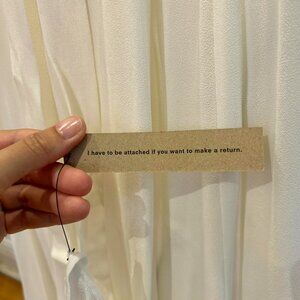 I have to be attached if you want to make a return.